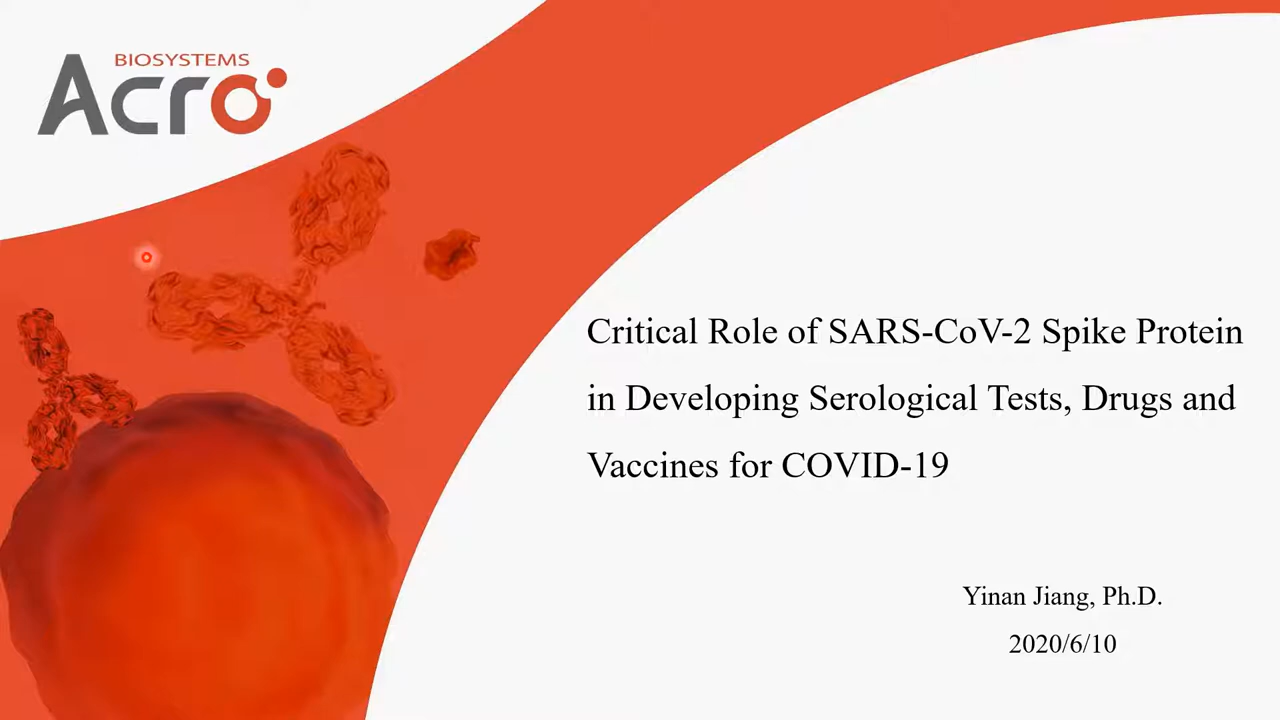 BIOSYSTEMS
Acro
Critical Role of SARS-CoV-2 Spike Protein
in Developing Serological Tests, Drugs and
Vaccines for COVID-19
Yinan Jiang, Ph.D.
2020/6/10